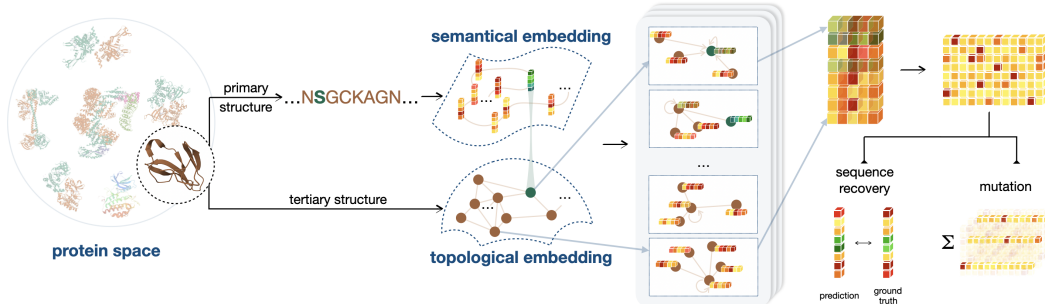 semantical embedding
primary
structure
...NSGCKAGN...
...
...
...
...
...
tertiary structure
sequence
recovery
mutation
protein space
topological embedding
Σ
prediction
ground
truth